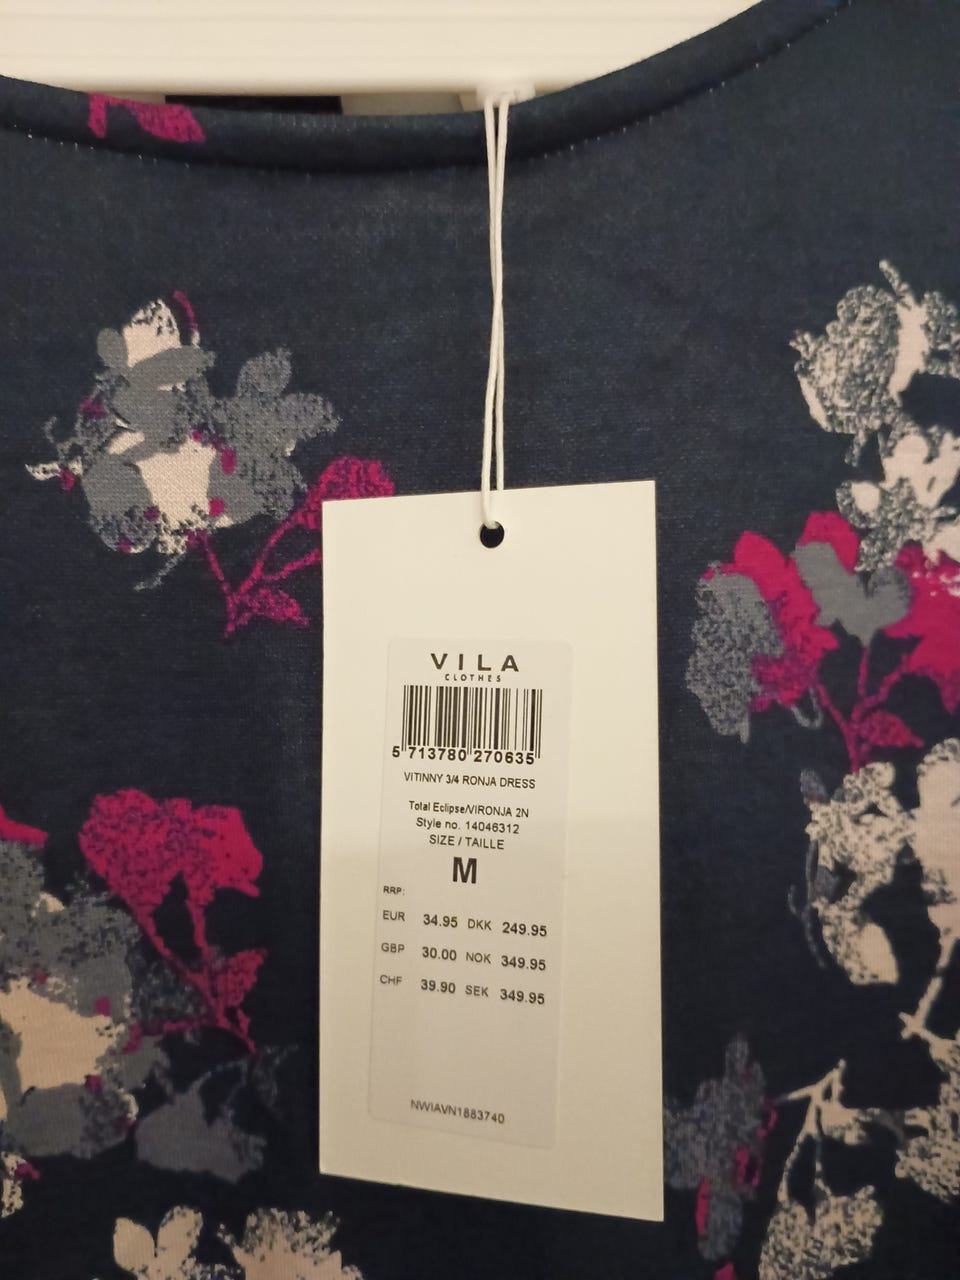 VILA
CLOTHES
5 713780 270635
VITINNY 3/4 RONJA DRESS
Total Eclipse/VIRONJA 2N
Style no. 14046312
SIZE / TAILLE
M
RRP:
EUR 34.95 DKK 249.95
GBP 30.00 NOK 349.95
CHF 39.90 SEK 349.95
NWIAVN1883740